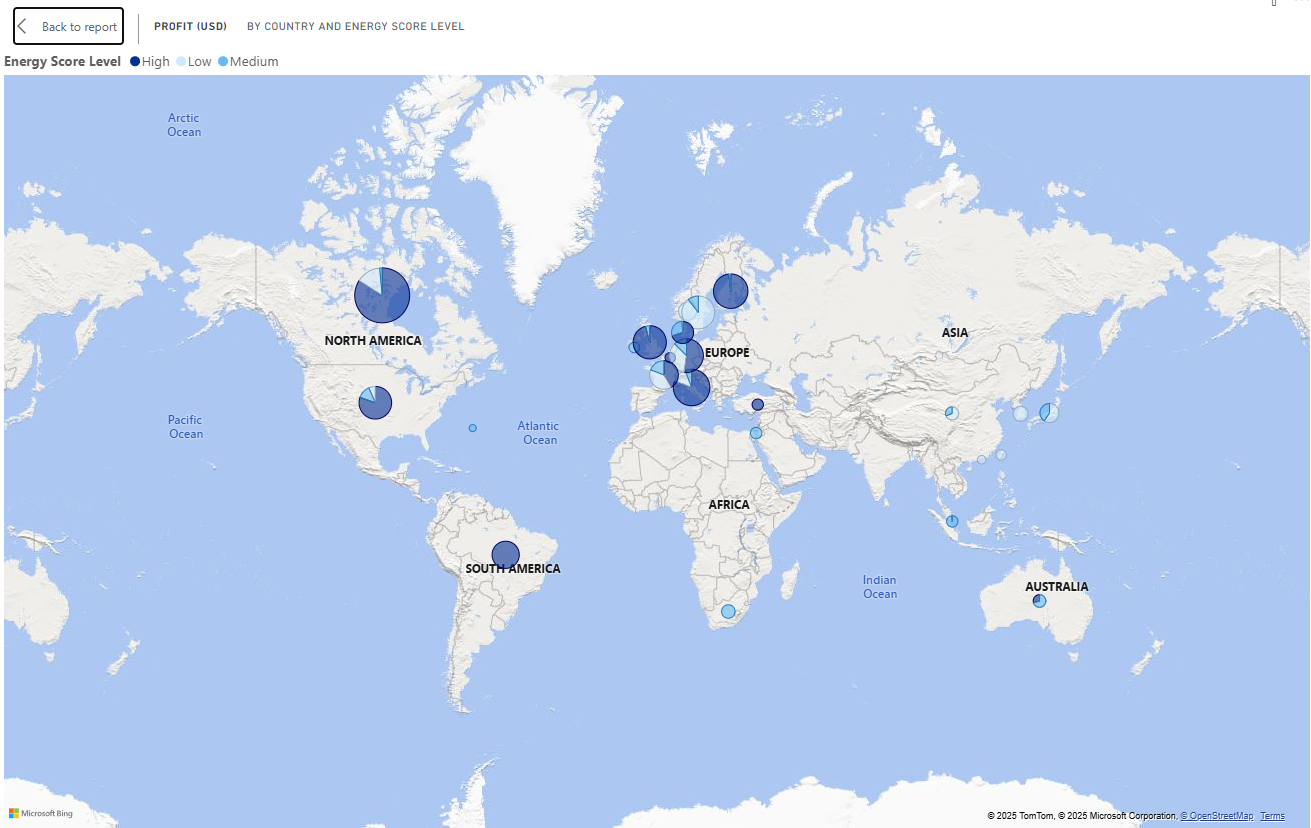 Back to report
PROFIT (USD)
BY COUNTRY AND ENERGY SCORE LEVEL
Energy Score Level
High
Low
Medium
Arctic
Ocean
NORTH AMERICA
EUROPE
ASIA
Pacific
Ocean
Atlantic
Ocean
AFRICA
SOUTH AMERICA
Indian
Ocean
AUSTRALIA
Microsoft Bing
© 2025 TomTom, © 2025 Microsoft Corporation, © OpenStreetMap Terms